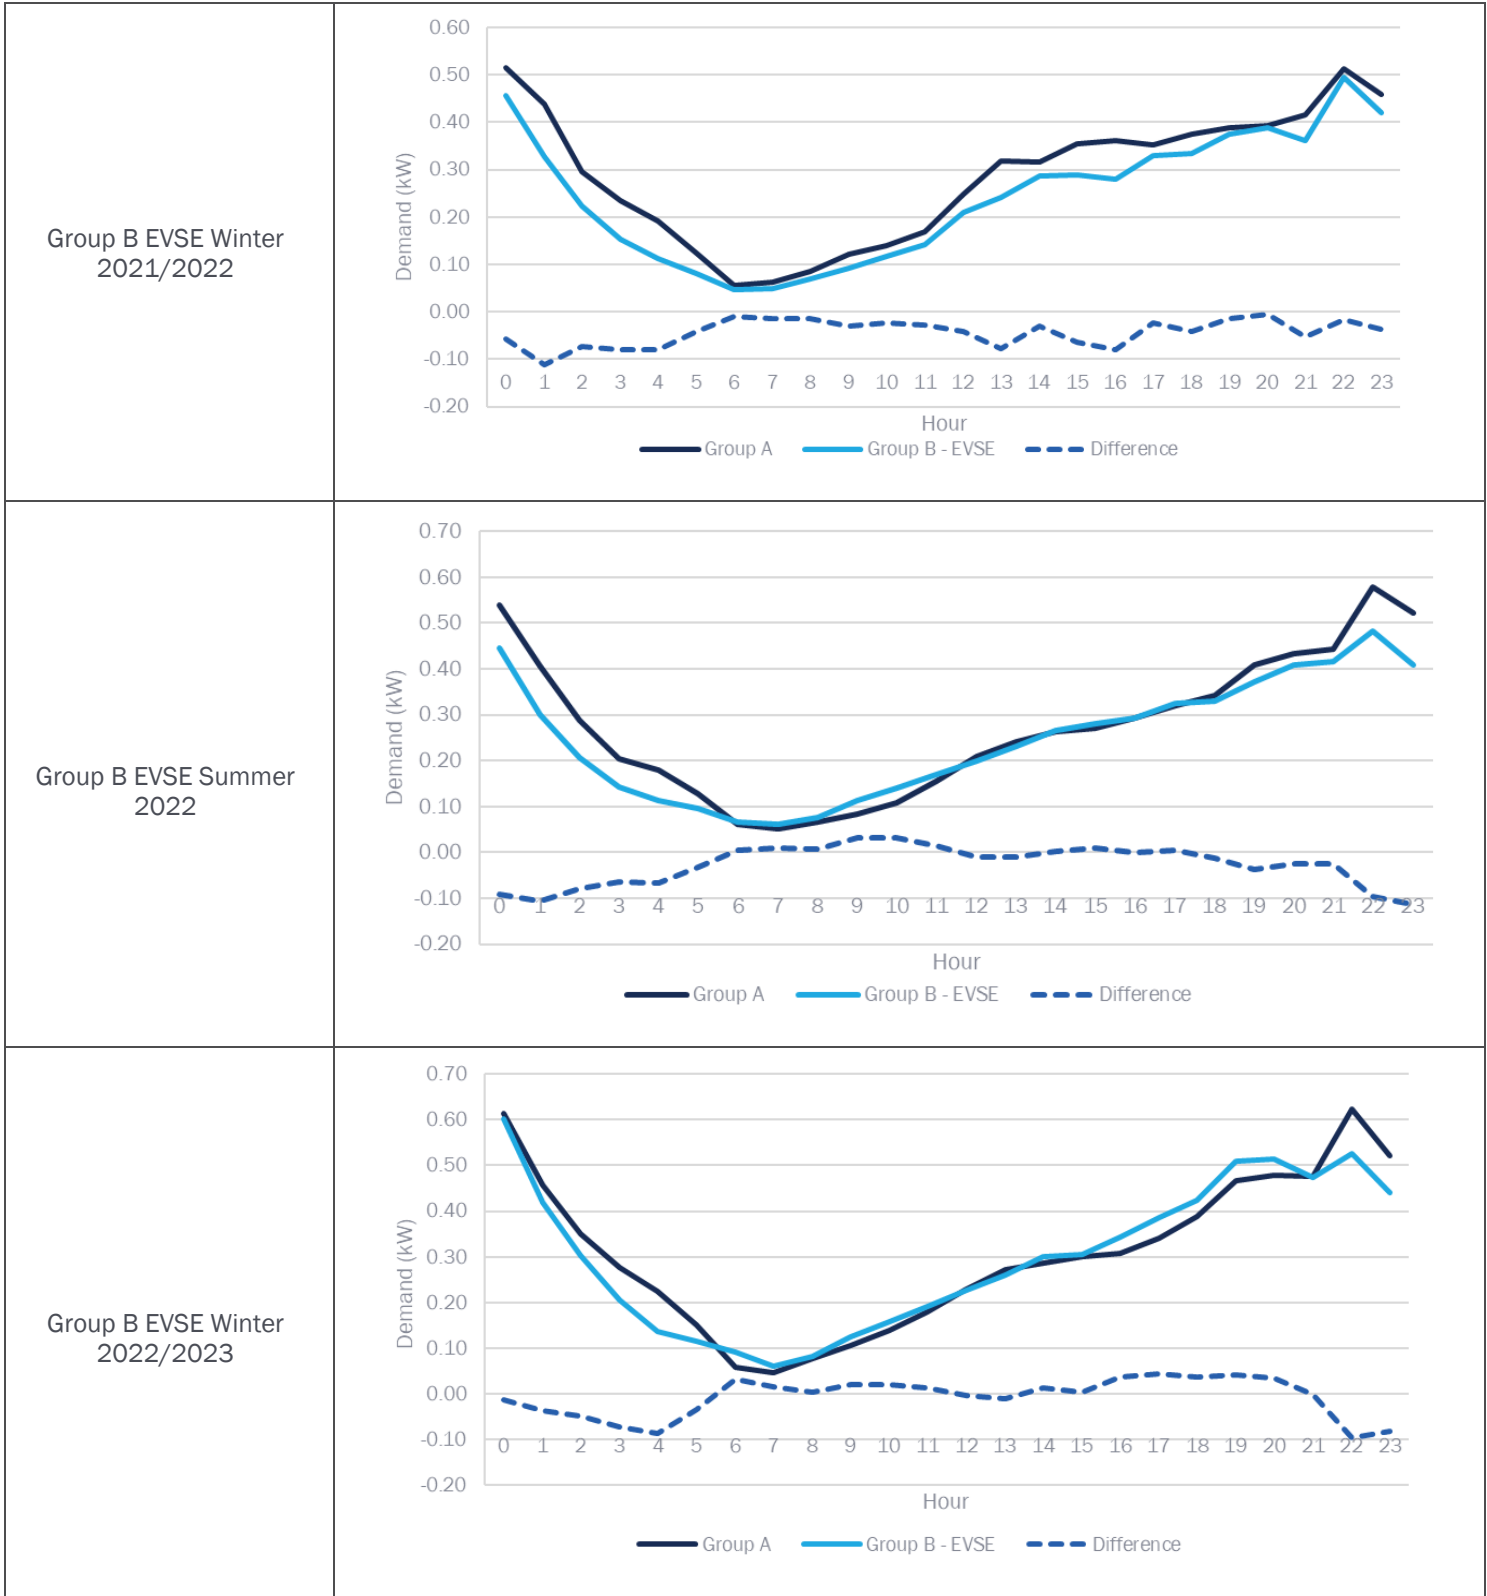 Group B EVSE Winter
2021/2022
0.60
0.50
0.40
0.30
0.20
0.10
0.00
-0.10
-0.20
Demand (kW)
0 1 2 3 4 5 6 7 8 9 10 11 12 13 14 15 16 17 18 19 20 21 22 23
Hour
Group A Group B - EVSE Difference
Group B EVSE Summer
2022
0.70
0.60
0.50
0.40
0.30
0.20
0.10
0.00
-0.10
-0.20
Demand (kW)
0 1 2 3 4 5 6 7 8 9 10 11 12 13 14 15 16 17 18 19 20 21 22 23
Hour
Group A Group B - EVSE Difference
Group B EVSE Winter
2022/2023
0.70
0.60
0.50
0.40
0.30
0.20
0.10
0.00
-0.10
-0.20
Demand (kW)
0 1 2 3 4 5 6 7 8 9 10 11 12 13 14 15 16 17 18 19 20 21 22 23
Hour
Group A Group B - EVSE Difference